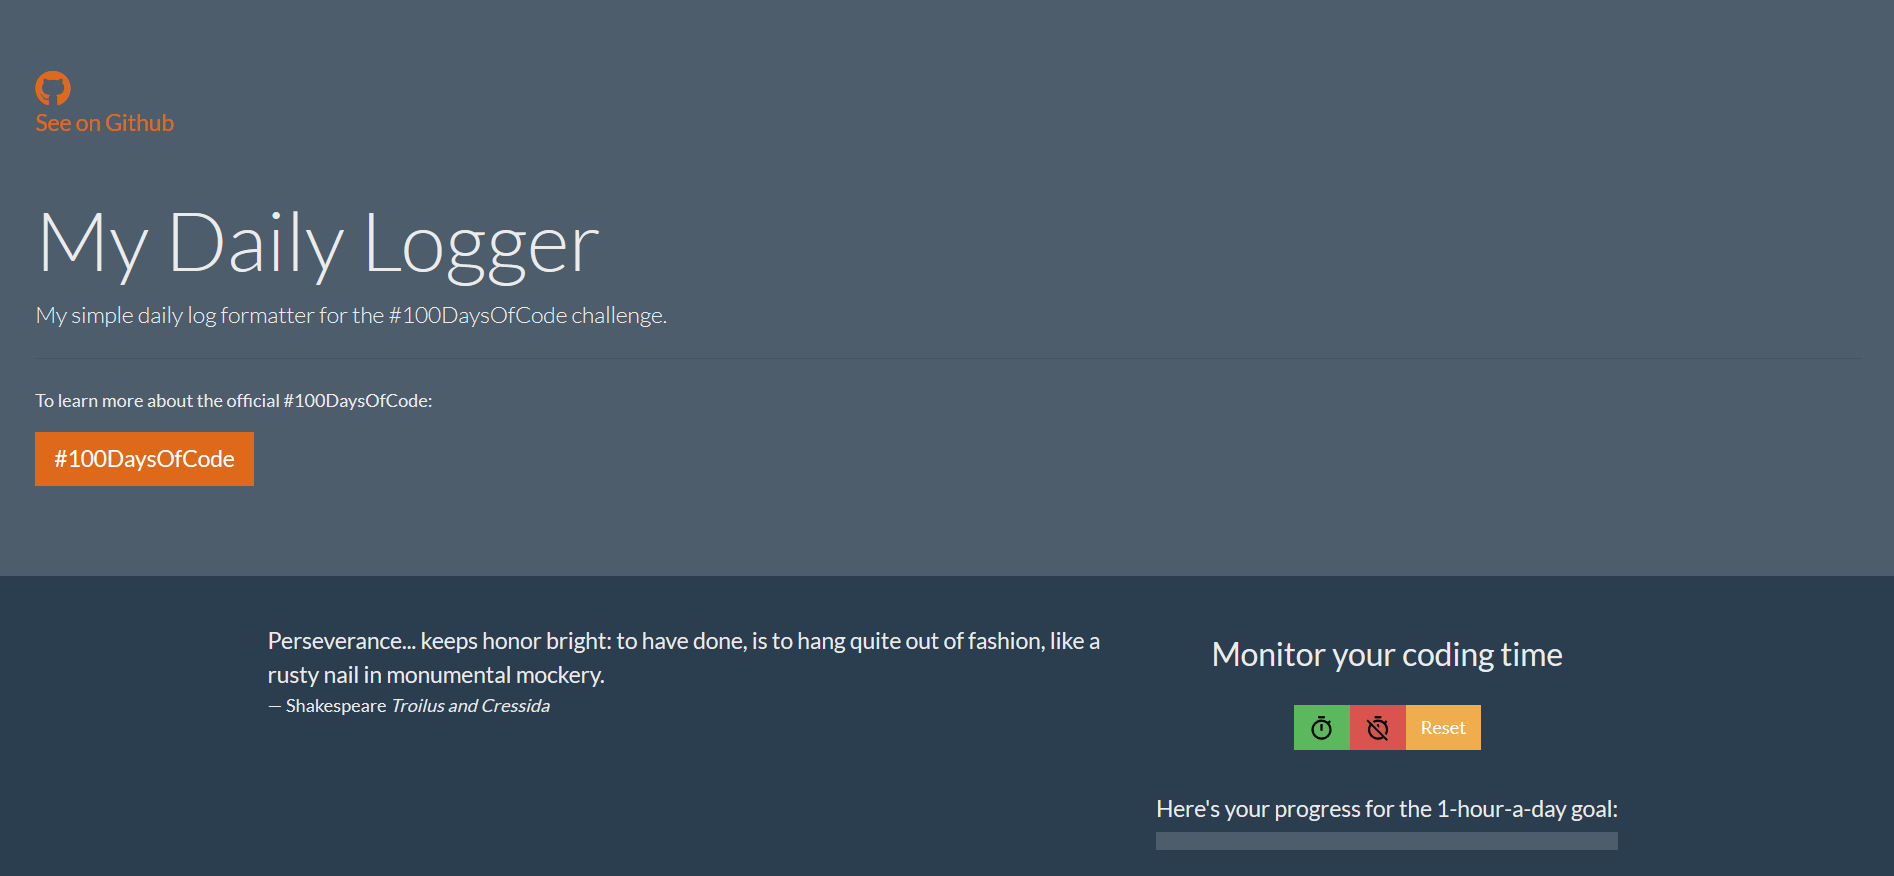 See on Github
My Daily Logger
My simple daily log formatter for the #100DaysOfCode challenge.
To learn more about the official #100DaysOfCode:
#100DaysOfCode
Perseverance... keeps honor bright: to have done, is to hang quite out of fashion, like a
rusty nail in monumental mockery.
— Shakespeare Troilus and Cressida
Monitor your coding time
Reset
Here's your progress for the 1-hour-a-day goal: